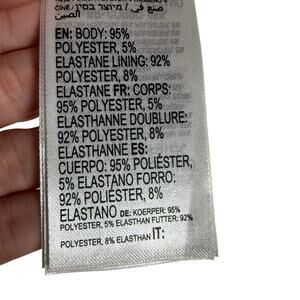 EN: BODY: 95%
POLYESTER, 5%
ELASTANE LINING: 92%
POLYESTER, 8%
ELASTANE FR: CORPS:
95% POLYESTER, 5%
ELASTHANNE DOUBLURE:
92% POLYESTER, 8%
ELASTHANNE ES:
CUERPO: 95% POLIÉSTER,
5% ELASTANO FORRO:
92% POLIÉSTER, 8%
ELASTANO DE: KOERPER: 95%
POLYESTER, 5% ELASTHAN FUTTER: 92%
POLYESTER, 8% ELASTHAN IT: